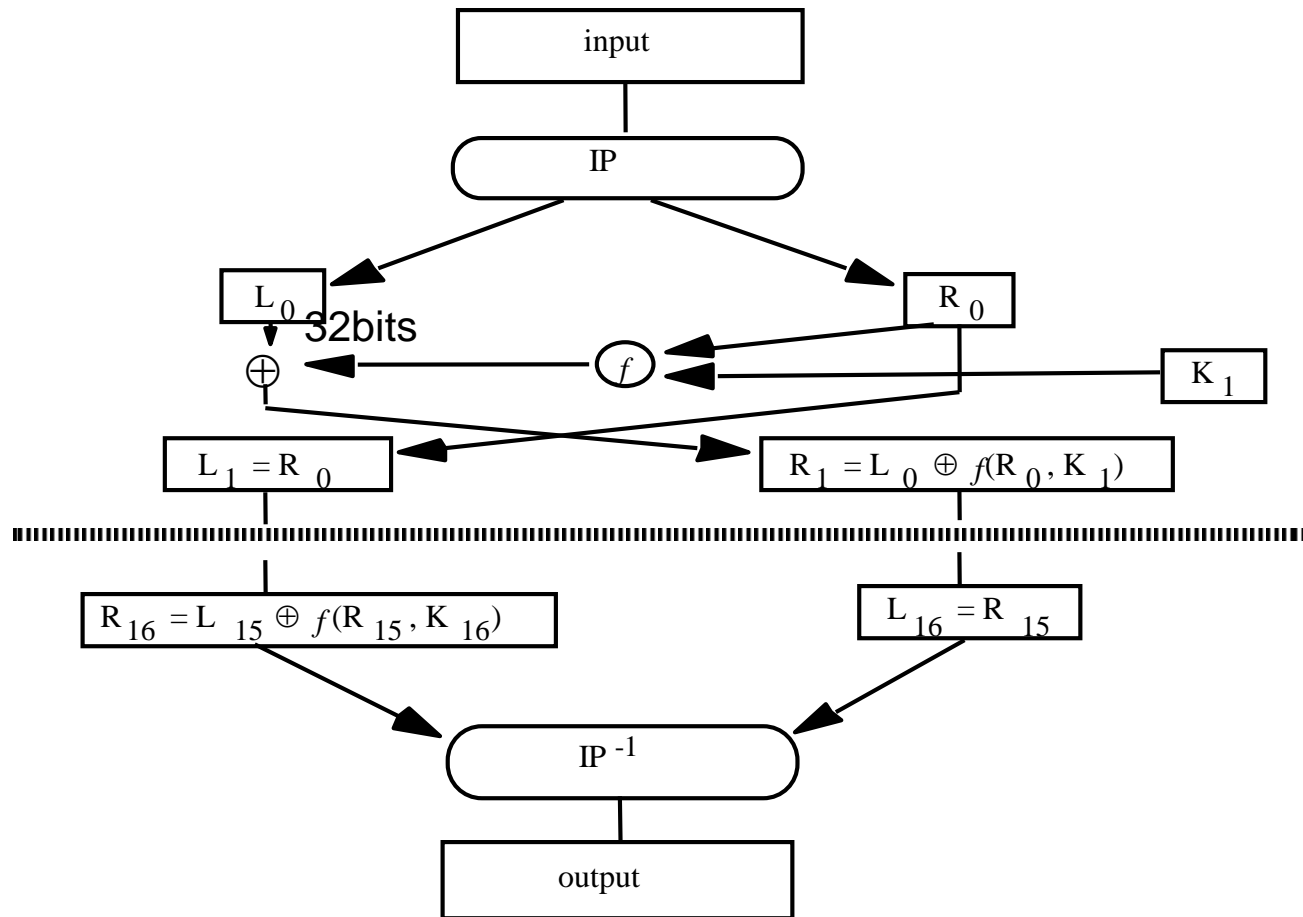 input
IP
L 0
R 0
32bits
⊕
f
K 1
L 1 = R 0
R 1 = L 0 ⊕ f(R 0 , K 1 )
R 16 = L 15 ⊕ f(R 15 , K 16 )
L 16 = R 15
IP -1
output